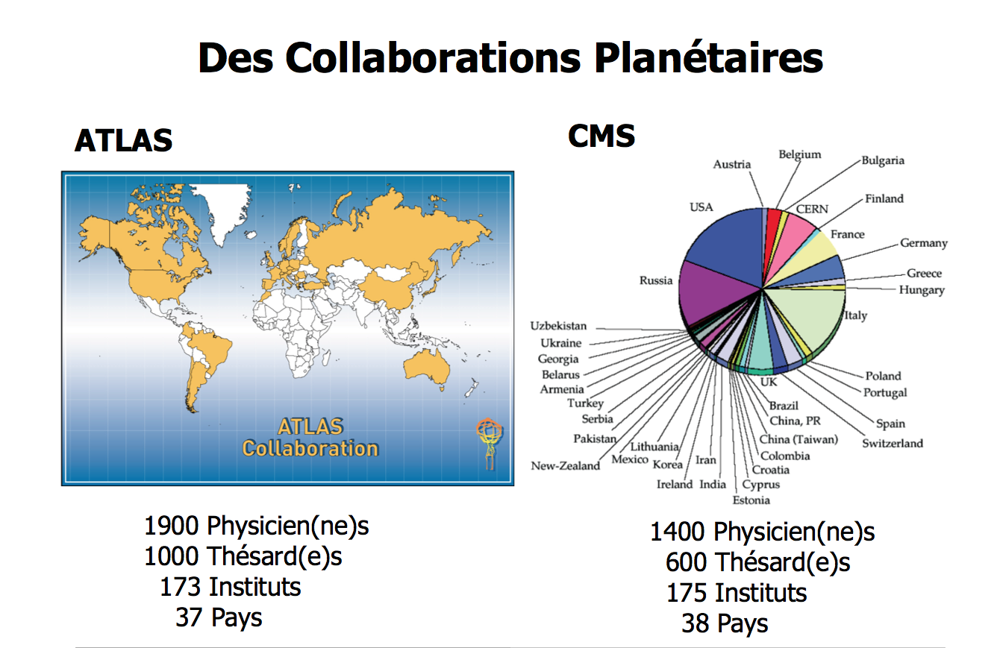 Des Collaborations Planétaires
ATLAS
ATLAS
Collaboration
1900 Physicien(ne)s
1000 Thésard(e)s
173 Instituts
37 Pays
CMS
Austria
Belgium
Bulgaria
USA
CERN
Finland
France
Germany
Russia
Greece
Hungary
Italy
Uzbekistan
Ukraine
Georgia
Belarus
Armenia
Turkey
Serbia
Pakistan
New-Zealand
Mexico
Lithuania
Korea
Ireland
Iran
India
Estonia
Cyprus
Croatia
Colombia
China (Taiwan)
China, PR
Brazil
UK
Switzerland
Spain
Portugal
Poland
1400 Physicien(ne)s
600 Thésard(e)s
175 Instituts
38 Pays